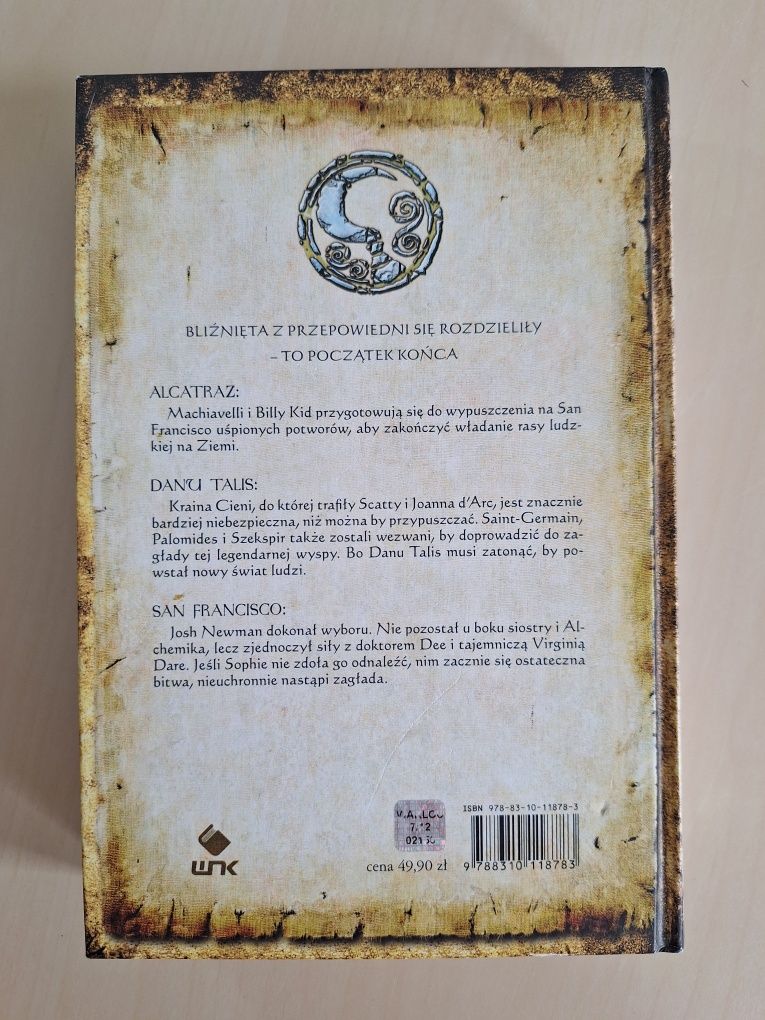 BLIŹNIĘTA Z PRZEPOWIEDNI SIĘ ROZDZIELIŁY
– TO POCZĄTEK KOŃCA
ALCATRAZ:
Machiavelli i Billy Kid przygotowują się do wypuszczenia na San
Francisco uśpionych potworów, aby zakończyć władanie rasy ludz-
kiej na Ziemi.
DANU TALIS:
Kraina Cieni, do której trafiły Scatty i Joanna d'Arc, jest znacznie
bardziej niebezpieczna, niż można by przypuszczać. Saint-Germain,
Palomides i Szekspir także zostali wezwani, by doprowadzić do za-
głady tej legendarnej wyspy. Bo Danu Talis musi zatonąć, by po-
wstał nowy świat ludzi.
SAN FRANCISCO:
Josh Newman dokonał wyboru. Nie pozostał u boku siostry i Al-
chemika, lecz zjednoczył siły z doktorem Dee i tajemniczą Virginią
Dare. Jeśli Sophie nie zdoła go odnaleźć, nim zacznie się ostateczna
bitwa, nieuchronnie nastąpi zagłada.
ISBN 978-83-10-11878-3
7.12
cena 49,90 zł
9 788310 118783
WNK